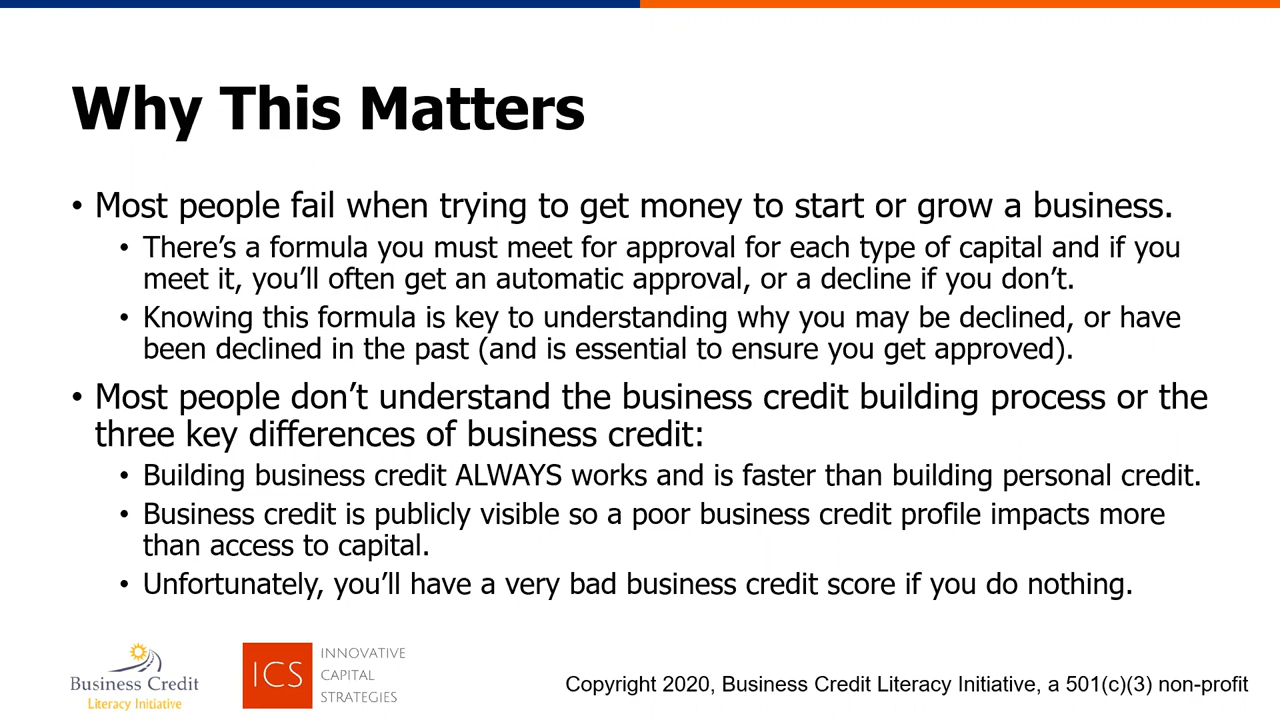 Why This Matters
• Most people fail when trying to get money to start or grow a business.
• There’s a formula you must meet for approval for each type of capital and if you
meet it, you’ll often get an automatic approval, or a decline if you don’t.
• Knowing this formula is key to understanding why you may be declined, or have
been declined in the past (and is essential to ensure you get approved).
• Most people don’t understand the business credit building process or the
three key differences of business credit:
• Building business credit ALWAYS works and is faster than building personal credit.
• Business credit is publicly visible so a poor business credit profile impacts more
than access to capital.
• Unfortunately, you’ll have a very bad business credit score if you do nothing.
Business Credit
Literacy Initiative
ICS
INNOVATIVE
CAPITAL
STRATEGIES
Copyright 2020, Business Credit Literacy Initiative, a 501(c)(3) non-profit